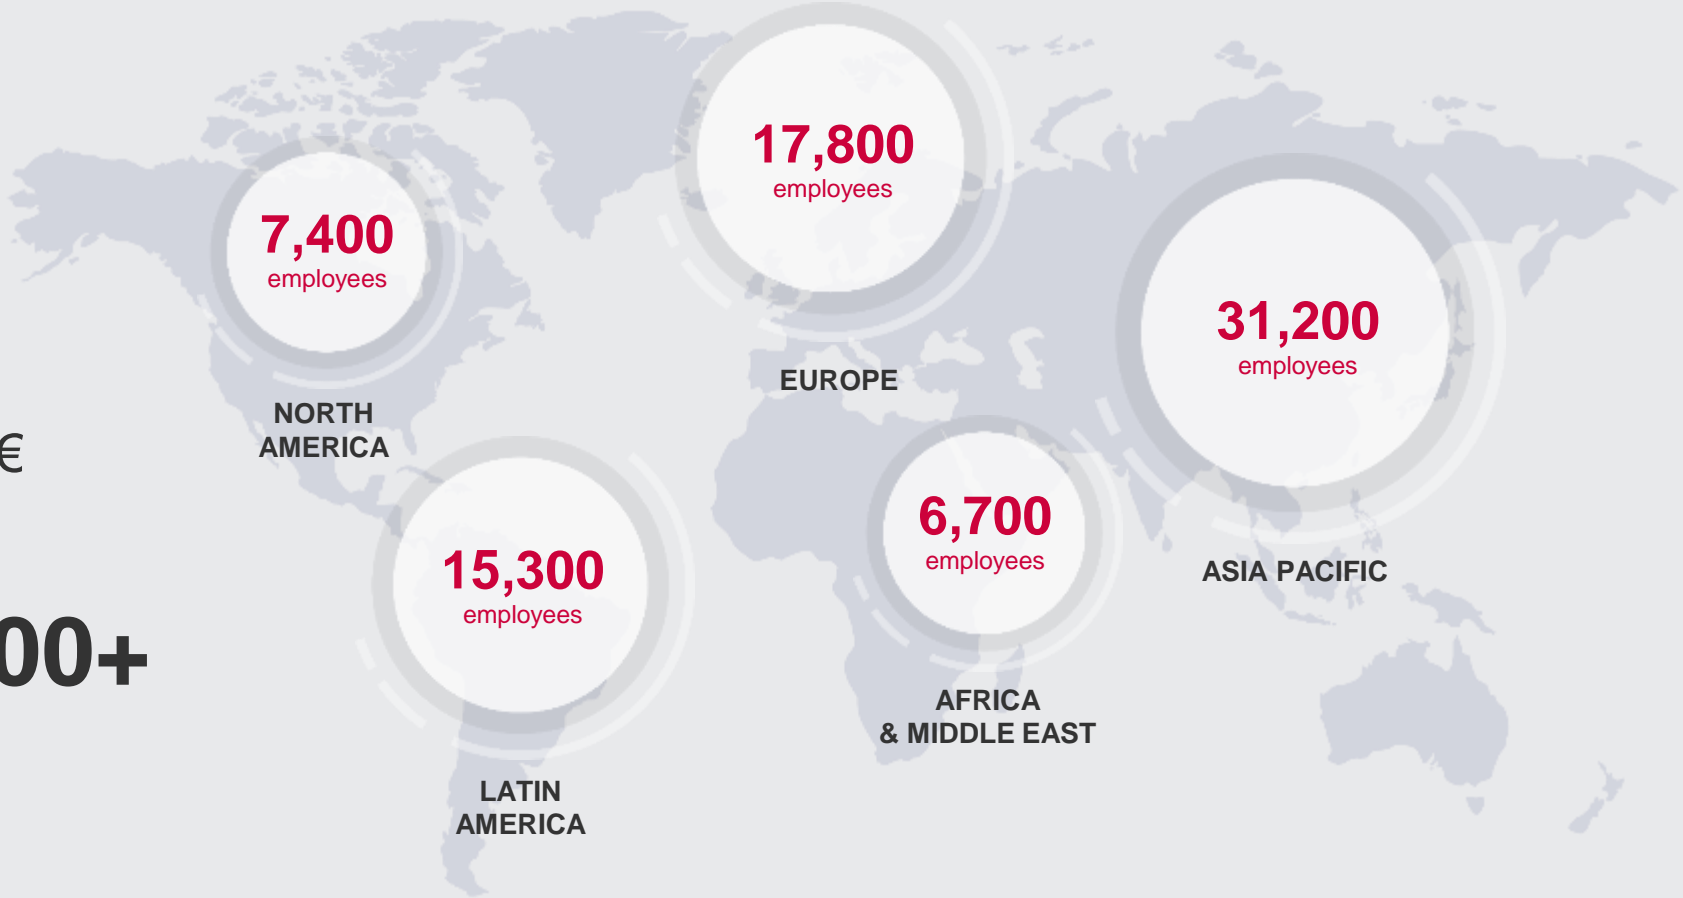 17,800
employees
7,400
employees
31,200
employees
EUROPE
NORTH
AMERICA
€
6,700
employees
15,300
employees
ASIA PACIFIC
00+
AFRICA
& MIDDLE EAST
LATIN
AMERICA